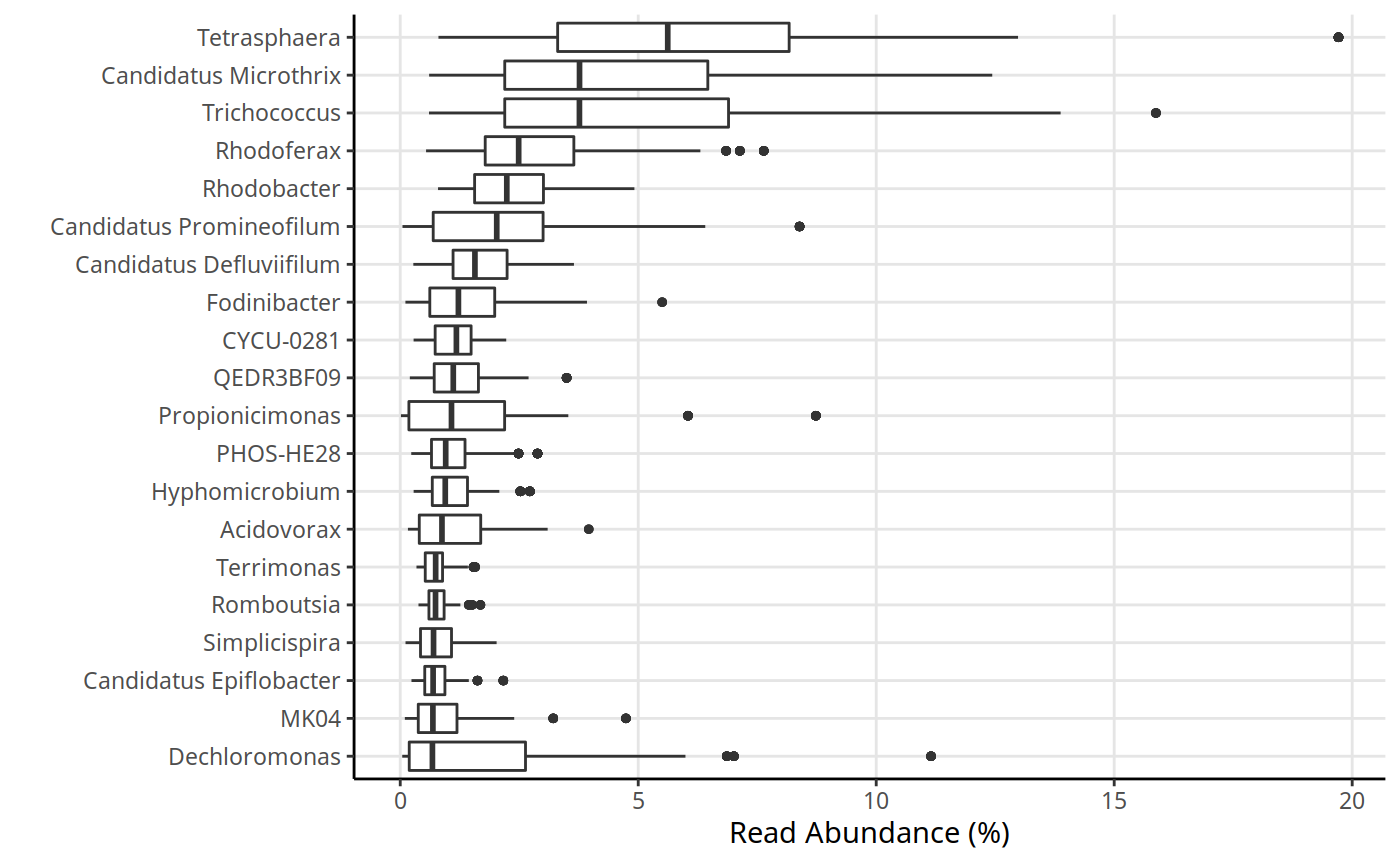 Tetrasphaera
Candidatus Microthrix
Trichococcus
Rhodoferax
Rhodobacter
Candidatus Promineofilum
Candidatus Defluviifilum
Fodinibacter
CYCU-0281
QEDR3BF09
Propionicimonas
PHOS-HE28
Hyphomicrobium
Acidovorax
Terrimonas
Romboutsia
Simplicispira
Candidatus Epiflobacter
MK04
Dechloromonas
0 5 10 15 20
Read Abundance (%)